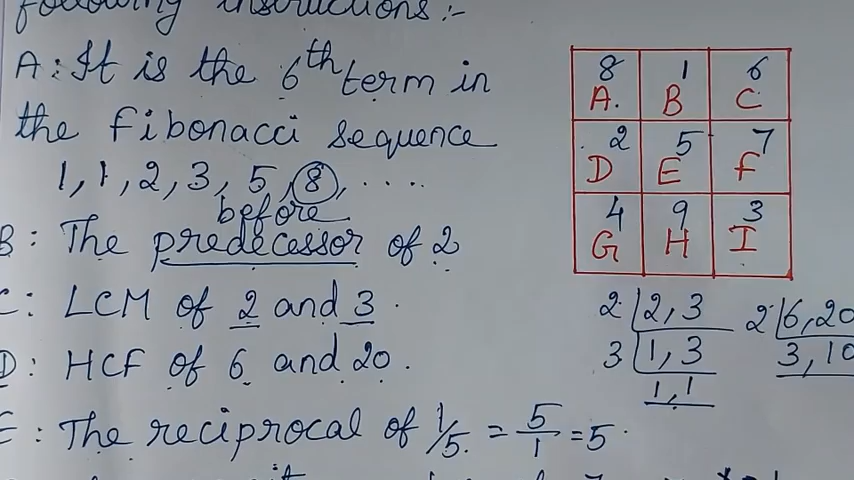 following instructions :-
A: It is the 6th term in
the fibonacci sequence
1, 1, 2, 3, 5, 8, ....
before
B: The predecessor of 2
C: LCM of 2 and 3.
D: HCF of 6 and 20.
E: The reciprocal of 1/5. = 5/1 = 5.
8 1 6
A. B C
2 5 7
D E F
4 9 3
G H I
2 2, 3
3 1, 3
1, 1
2 6, 20
3, 10